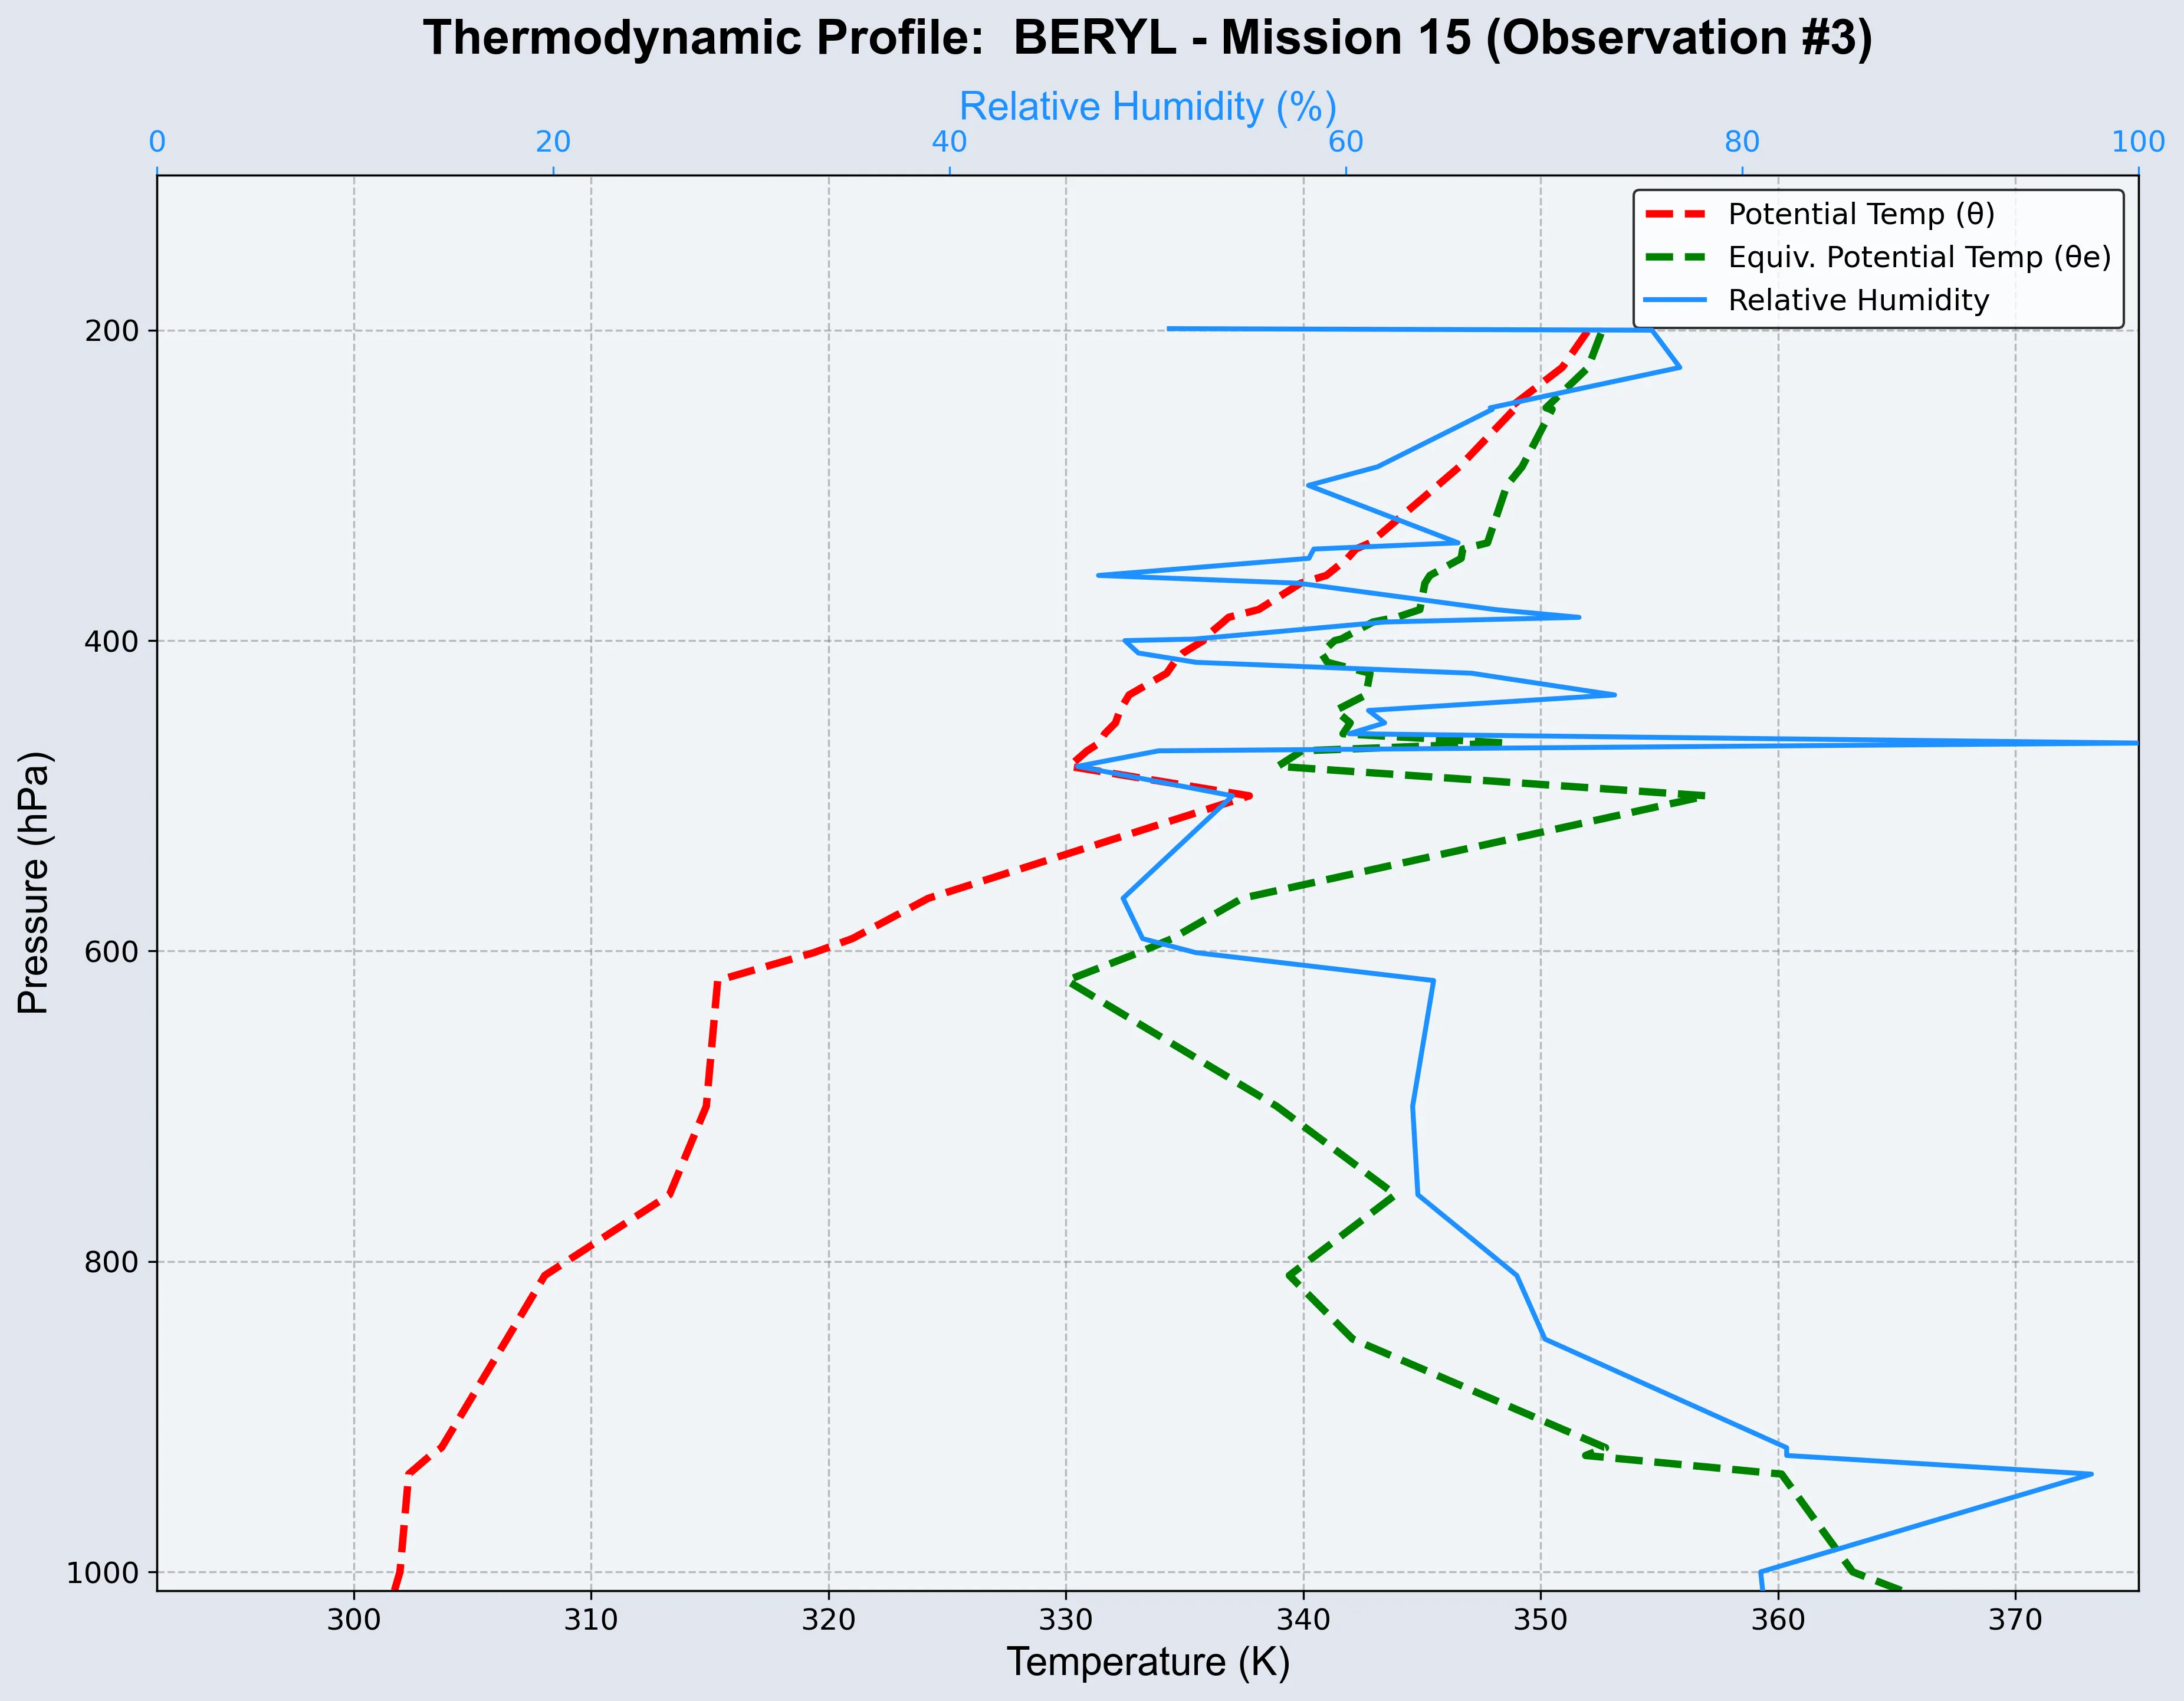 Thermodynamic Profile:  BERYL - Mission 15 (Observation #3)
Relative Humidity (%)
0 20 40 60 80 100
Potential Temp (θ)
Equiv. Potential Temp (θe)
Relative Humidity
Pressure (hPa)
200
400
600
800
1000
300 310 320 330 340 350 360 370
Temperature (K)